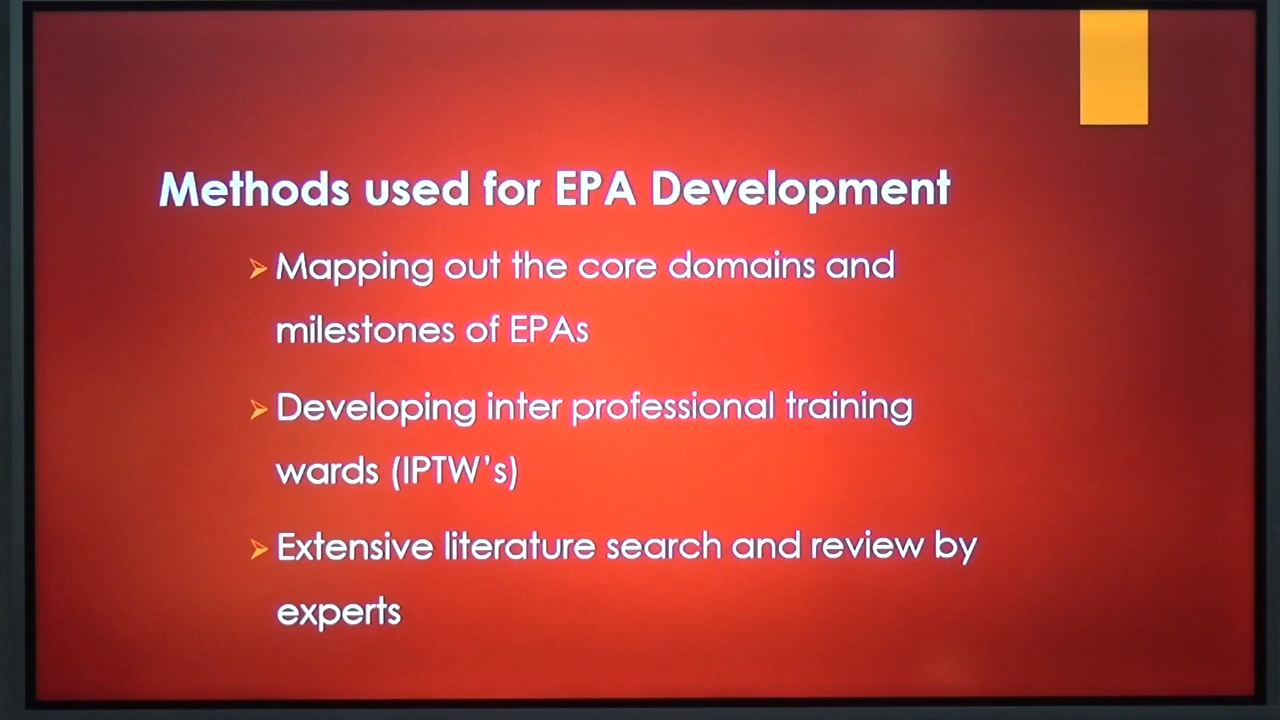 Methods used for EPA Development
Mapping out the core domains and
milestones of EPAs
Developing inter professional training
wards (IPTW's)
Extensive literature search and review by
experts